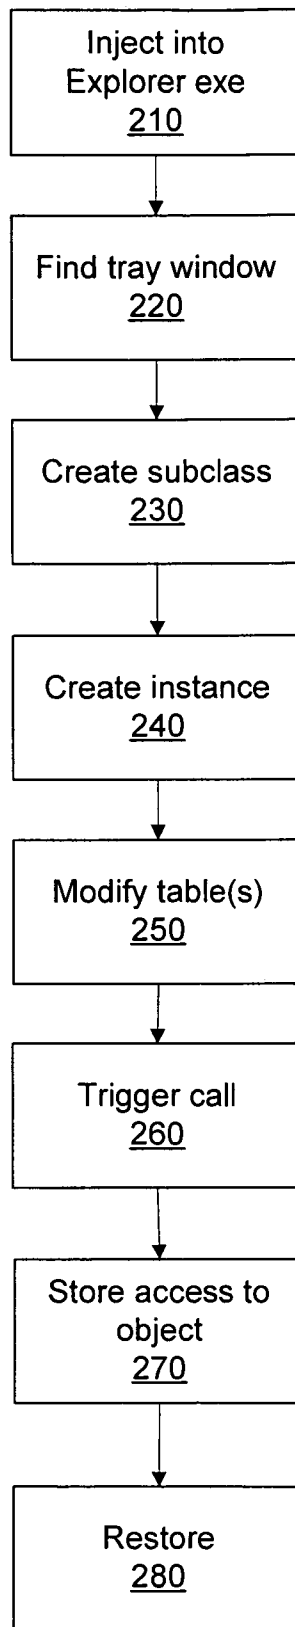 Inject into
Explorer exe
210
Find tray window
220
Create subclass
230
Create instance
240
Modify table(s)
250
Trigger call
260
Store access to
object
270
Restore
280